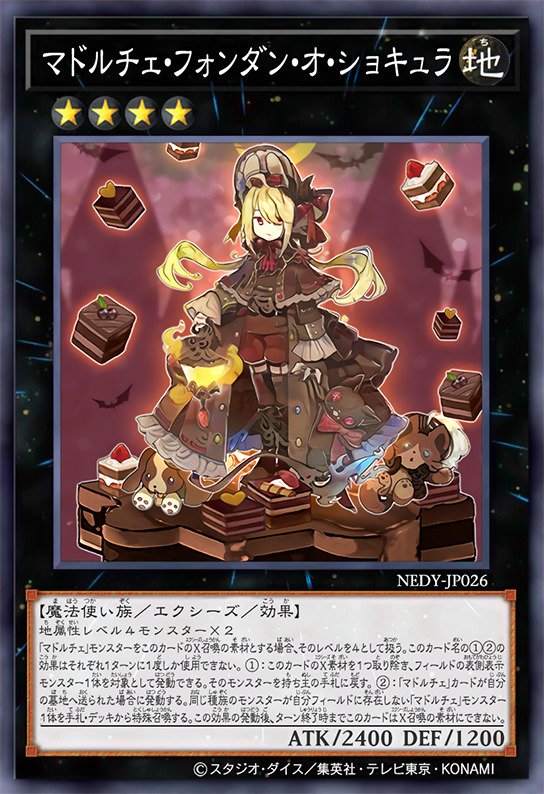 マドルチェ・フォンダン・オ・ショキュラ 地
NEDY-JP026
【魔法使い族／エクシーズ／効果】
地属性レベル４モンスター×２
「マドルチェ」モンスターをこのカードのX召喚の素材とする場合、そのレベルを4として扱う。このカード名の①②の
効果はそれぞれ1ターンに1度しか使用できない。①：このカードのX素材を1つ取り除き、フィールドの表側表示
モンスター1体を対象として発動できる。そのモンスターを持ち主の手札に戻す。②：「マドルチェ」カードが自分
の墓地へ送られた場合に発動する。同じ種族のモンスターが自分フィールドに存在しない「マドルチェ」モンスター
1体を手札・デッキから特殊召喚する。この効果の発動後、ターン終了時までこのカードはX召喚の素材にできない。
ATK/2400 DEF/1200
©スタジオ・ダイス／集英社・テレビ東京・KONAMI